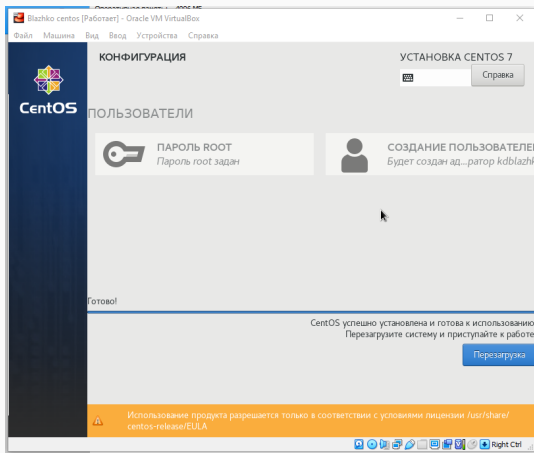 Blazhko centos [Работает] - Oracle VM VirtualBox
Файл Машина Вид Ввод Устройства Справка
КОНФИГУРАЦИЯ
УСТАНОВКА CENTOS 7
Справка
CentOS
ПОЛЬЗОВАТЕЛИ
ПАРОЛЬ ROOT
Пароль root задан
СОЗДАНИЕ ПОЛЬЗОВАТЕЛЕ
Будет создан ад...ратор kdblazhk
Готово!
CentOS успешно установлена и готова к использованию
Перезагрузите систему и приступайте к работе
Перезагрузка
Использование продукта разрешается только в соответствии с условиями лицензии /usr/share/
centos-release/EULA
Right Ctrl